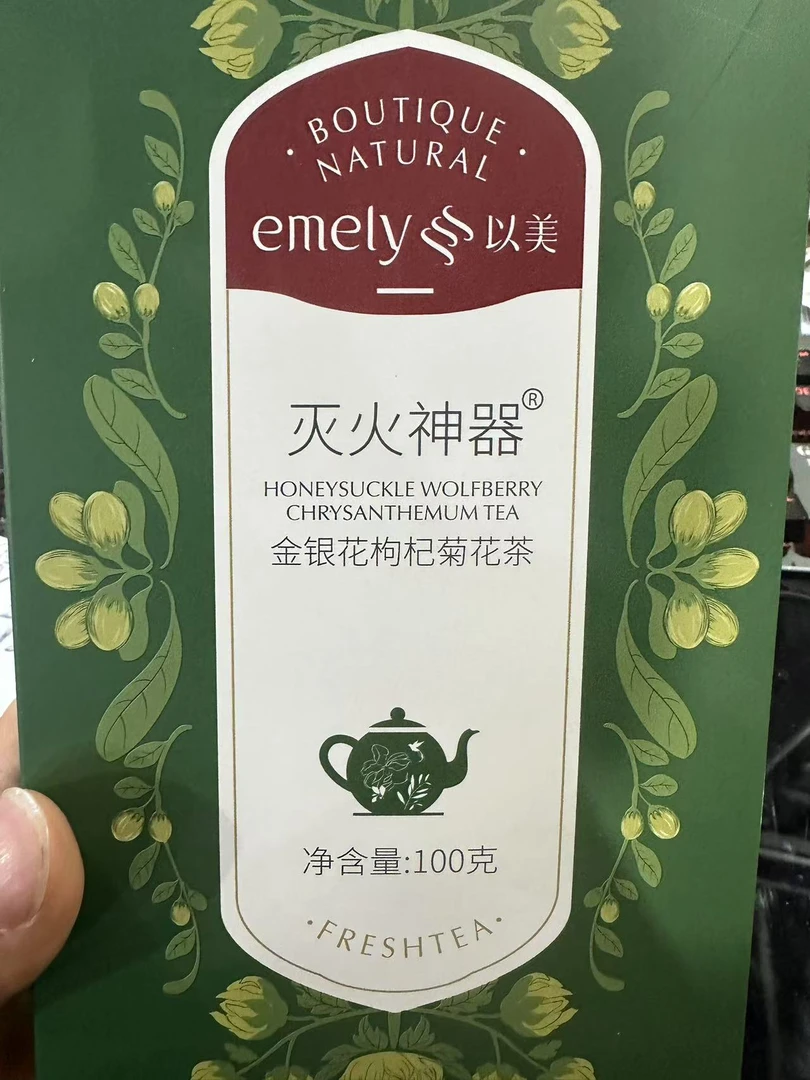 · BOUTIQUE ·
NATURAL
emely 以美
灭火神器®
HONEYSUCKLE WOLFBERRY
CHRYSANTHEMUM TEA
金银花枸杞菊花茶
净含量:100克
·FRESHTEA·